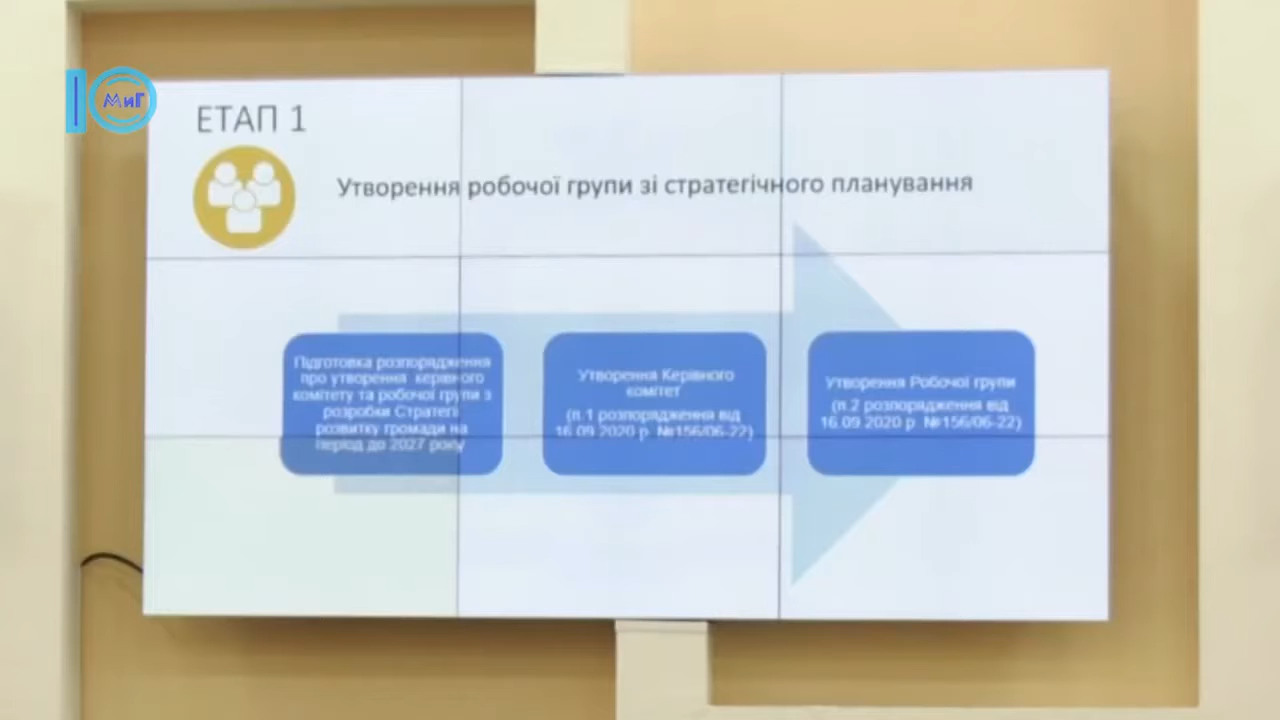 МиГ
ЕТАП 1
Утворення робочої групи зі стратегічного планування
Підготовка розпорядження
про утворення керівного
комітету та робочої групи з
розробки Стратегії
розвитку громади на
період до 2027 року
Утворення Керівного
комітет
(п.1 розпорядження від
16.09.2020 р. №156/06-22)
Утворення Робочої групи
(п.2 розпорядження від
16.09.2020 р. №156/06-22)